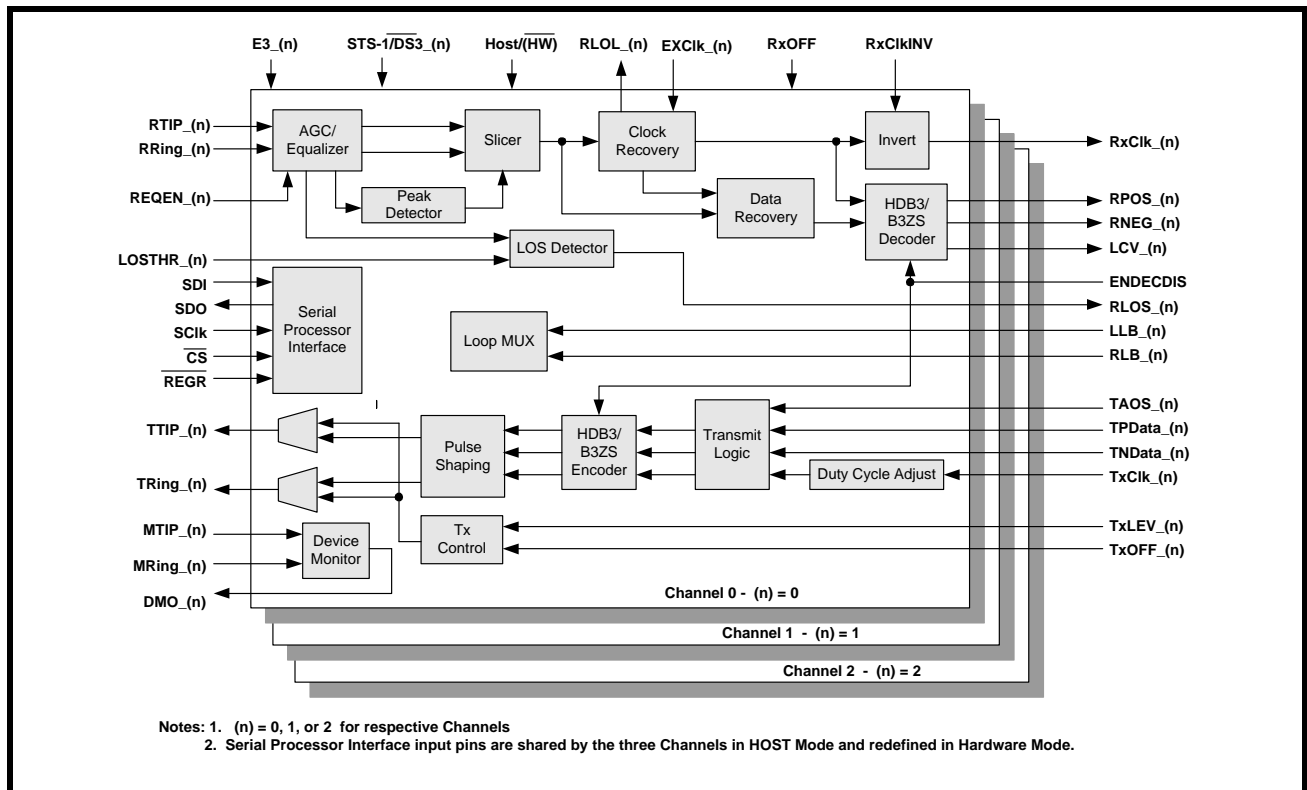 E3_(n)
STS-1/DS3_(n)
Host/(HW)
RLOL_(n)
EXClk_(n)
RxOFF
RxClkINV
RTIP_(n)
RRing_(n)
REQEN_(n)
LOSTHR_(n)
SDI
SDO
SClk
CS
REGR
TTIP_(n)
TRing_(n)
MTIP_(n)
MRing_(n)
DMO_(n)
AGC/
Equalizer
Peak
Detector
Slicer
Clock
Recovery
Data
Recovery
Invert
HDB3/
B3ZS
Decoder
LOS Detector
Serial
Processor
Interface
Loop MUX
Pulse
Shaping
HDB3/
B3ZS
Encoder
Transmit
Logic
Duty Cycle Adjust
Tx
Control
Device
Monitor
RxClk_(n)
RPOS_(n)
RNEG_(n)
LCV_(n)
ENDECDIS
RLOS_(n)
LLB_(n)
RLB_(n)
TAOS_(n)
TPData_(n)
TNData_(n)
TxClk_(n)
TxLEV_(n)
TxOFF_(n)
Channel 0 - (n) = 0
Channel 1 - (n) = 1
Channel 2 - (n) = 2
Notes: 1. (n) = 0, 1, or 2 for respective Channels
2. Serial Processor Interface input pins are shared by the three Channels in HOST Mode and redefined in Hardware Mode.